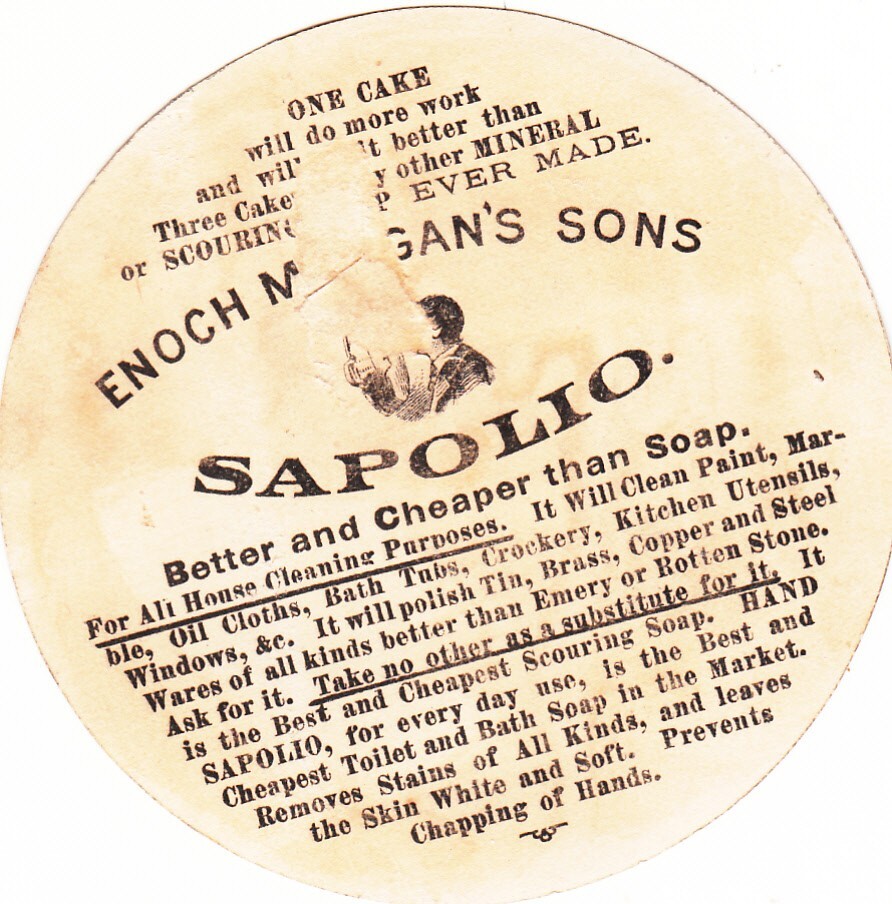 ONE CAKE
will do more work
and will t better than
Three Cake y other MINERAL
or SCOURING P EVER MADE.
ENOCH M GAN'S SONS
SAPOLIO.
Better and Cheaper than Soap.
For All House Cleaning Purposes. It Will Clean Paint, Mar-
ble, Oil Cloths, Bath Tubs, Crockery, Kitchen Utensils,
Windows, &c. It will polish Tin, Brass, Copper and Steel
Wares of all kinds better than Emery or Rotten Stone.
Ask for it. Take no other as a substitute for it. It
is the Best and Cheapest Scouring Soap. HAND
SAPOLIO, for every day use, is the Best and
Cheapest Toilet and Bath Soap in the Market.
Removes Stains of All Kinds, and leaves
the Skin White and Soft. Prevents
Chapping of Hands.